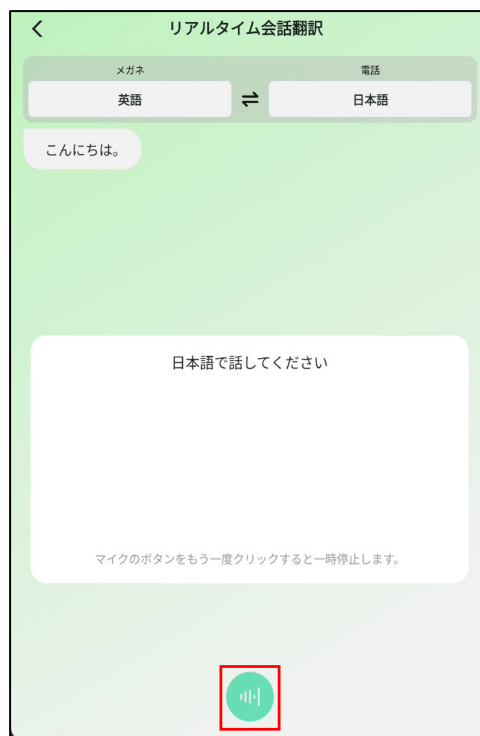 リアルタイム会話翻訳
メガネ
電話
英語
日本語
こんにちは。
日本語で話してください
マイクのボタンをもう一度クリックすると一時停止します。